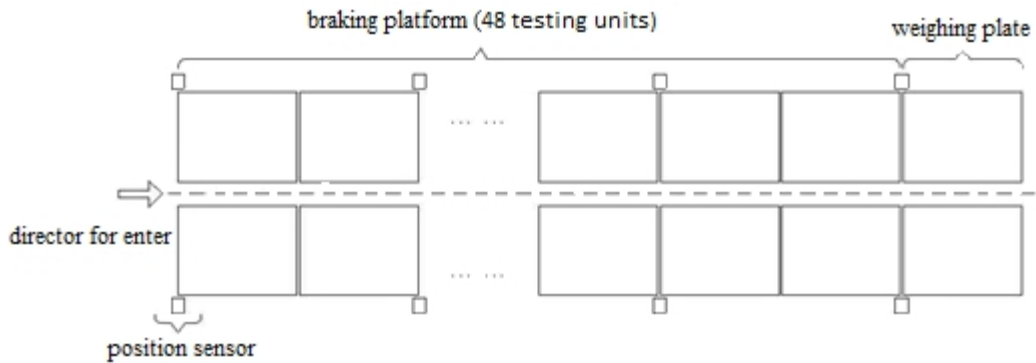 braking platform (48 testing units)
weighing plate
... ...
director for enter
... ...
position sensor